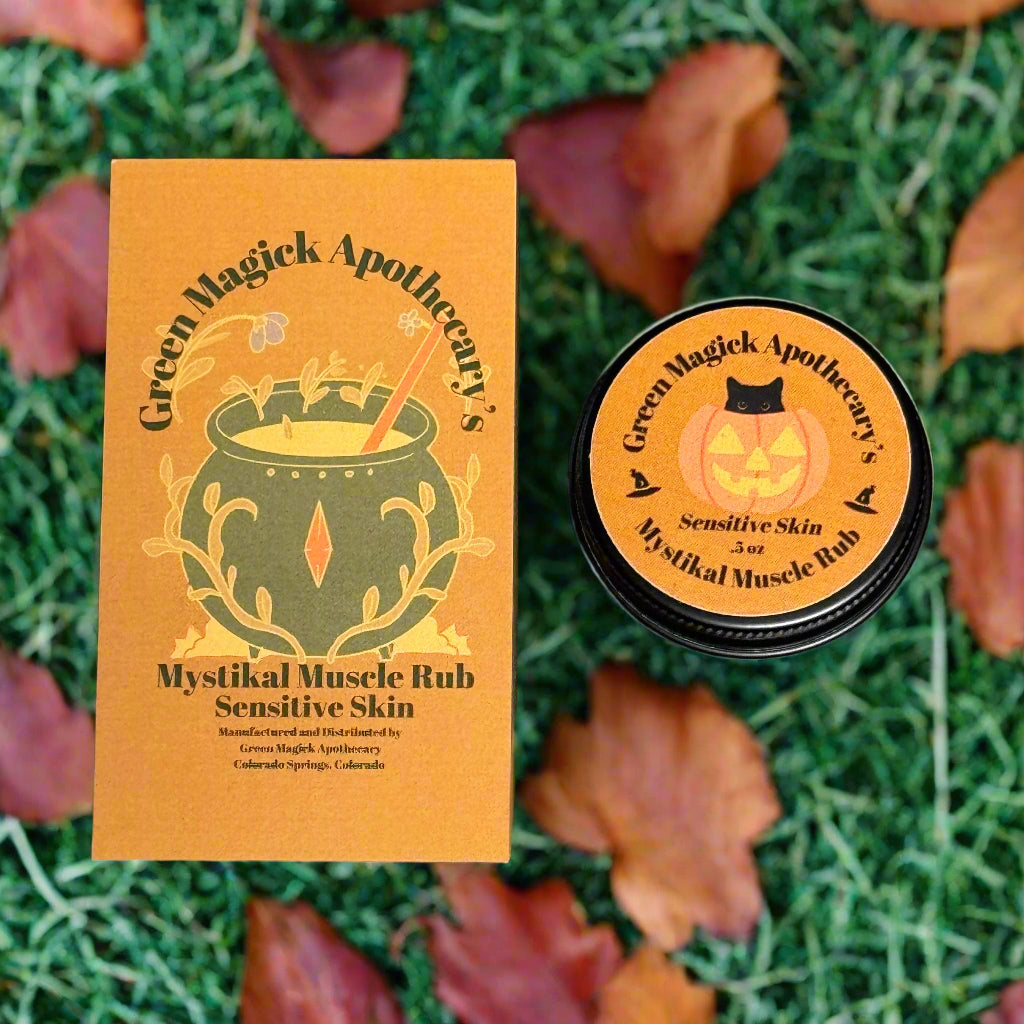 Green Magick Apothecary's
Mystikal Muscle Rub
Sensitive Skin
Manufactured and Distributed by
Green Magick Apothecary
Colorado Springs, Colorado
Green Magick Apothecary's
Sensitive Skin
.5 oz
Mystikal Muscle Rub